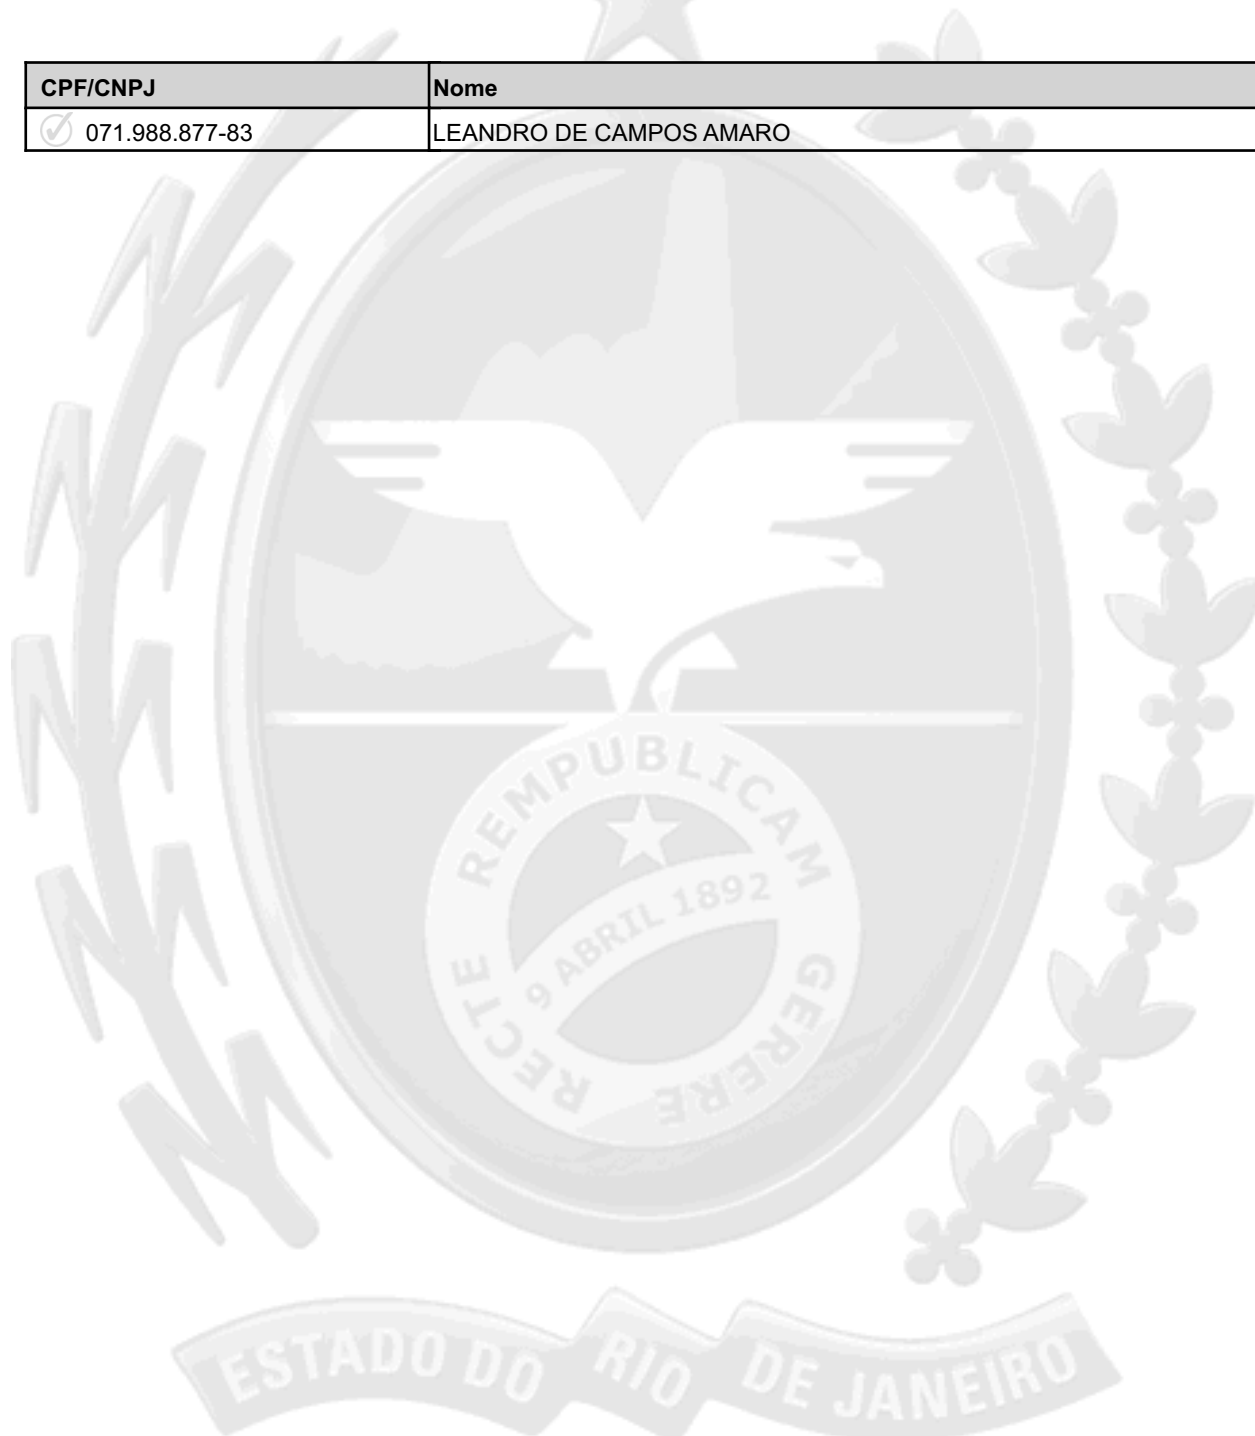 CPF/CNPJ Nome
071.988.877-83 LEANDRO DE CAMPOS AMARO
REMPUBLICAM
9 ABRIL 1892
RECTE GERERE
ESTADO DO RIO DE JANEIRO